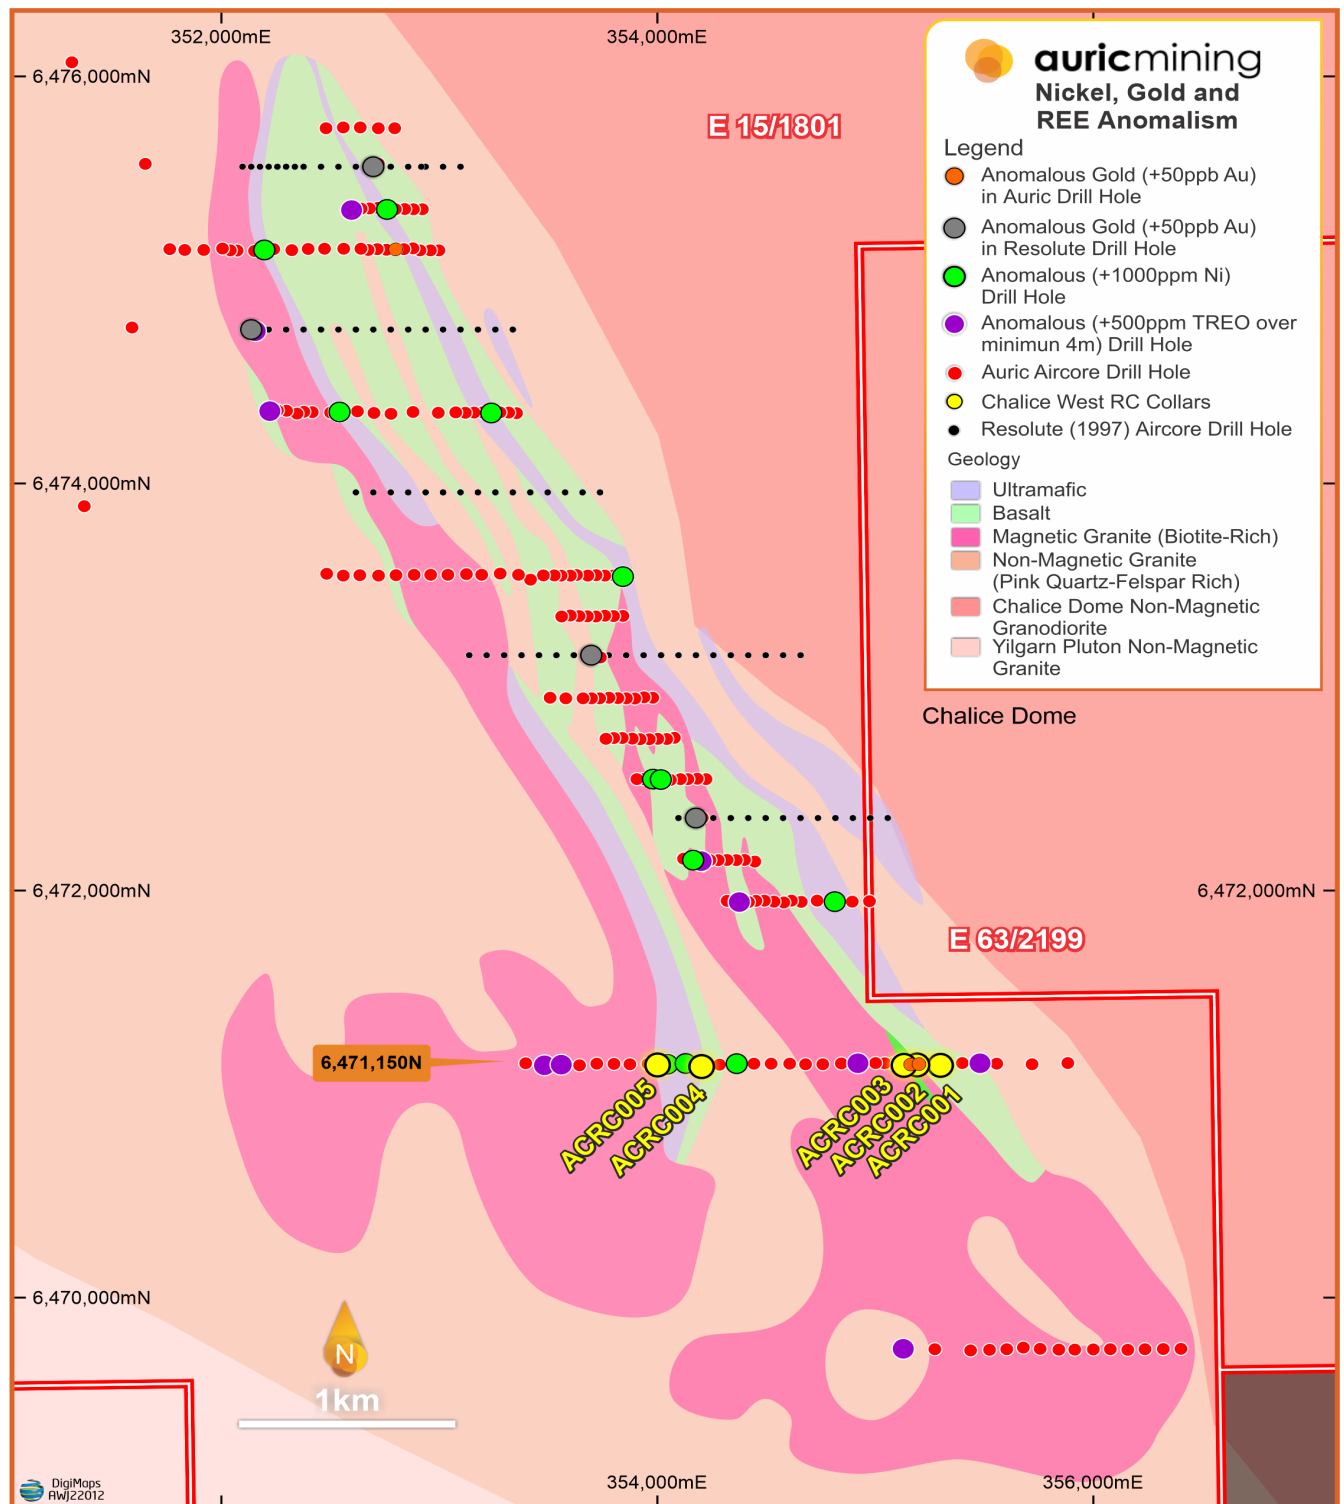 352,000mE
354,000mE
6,476,000mN
E 15/1801
auricmining
Nickel, Gold and
REE Anomalism
Legend
Anomalous Gold (+50ppb Au)
in Auric Drill Hole
Anomalous Gold (+50ppb Au)
in Resolute Drill Hole
Anomalous (+1000ppm Ni)
Drill Hole
Anomalous (+500ppm TREO over
minimun 4m) Drill Hole
Auric Aircore Drill Hole
Chalice West RC Collars
Resolute (1997) Aircore Drill Hole
Geology
Ultramafic
Basalt
Magnetic Granite (Biotite-Rich)
Non-Magnetic Granite
(Pink Quartz-Felspar Rich)
Chalice Dome Non-Magnetic
Granodiorite
Yilgarn Pluton Non-Magnetic
Granite
6,474,000mN
Chalice Dome
6,472,000mN
6,472,000mN
E 63/2199
6,471,150N
ACRC005
ACRC004
ACRC003
ACRC002
ACRC001
6,470,000mN
N
1km
DigiMaps
AWJ22012
354,000mE
356,000mE